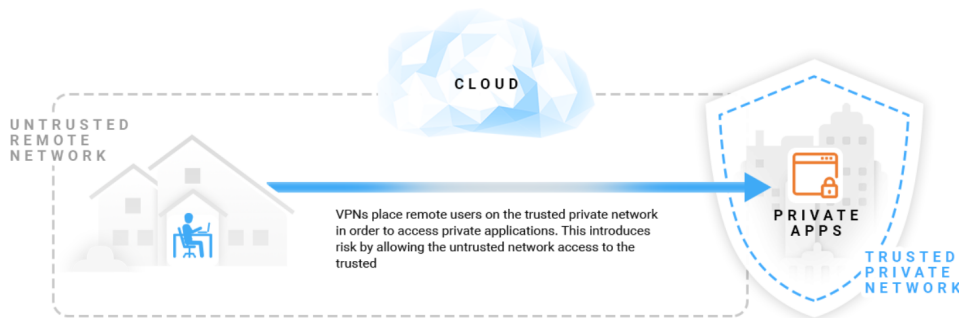 CLOUD
UNTRUSTED
REMOTE
NETWORK
VPNs place remote users on the trusted private network
in order to access private applications. This introduces
risk by allowing the untrusted network access to the
trusted
PRIVATE
APPS
TRUSTED
PRIVATE
NETWORK